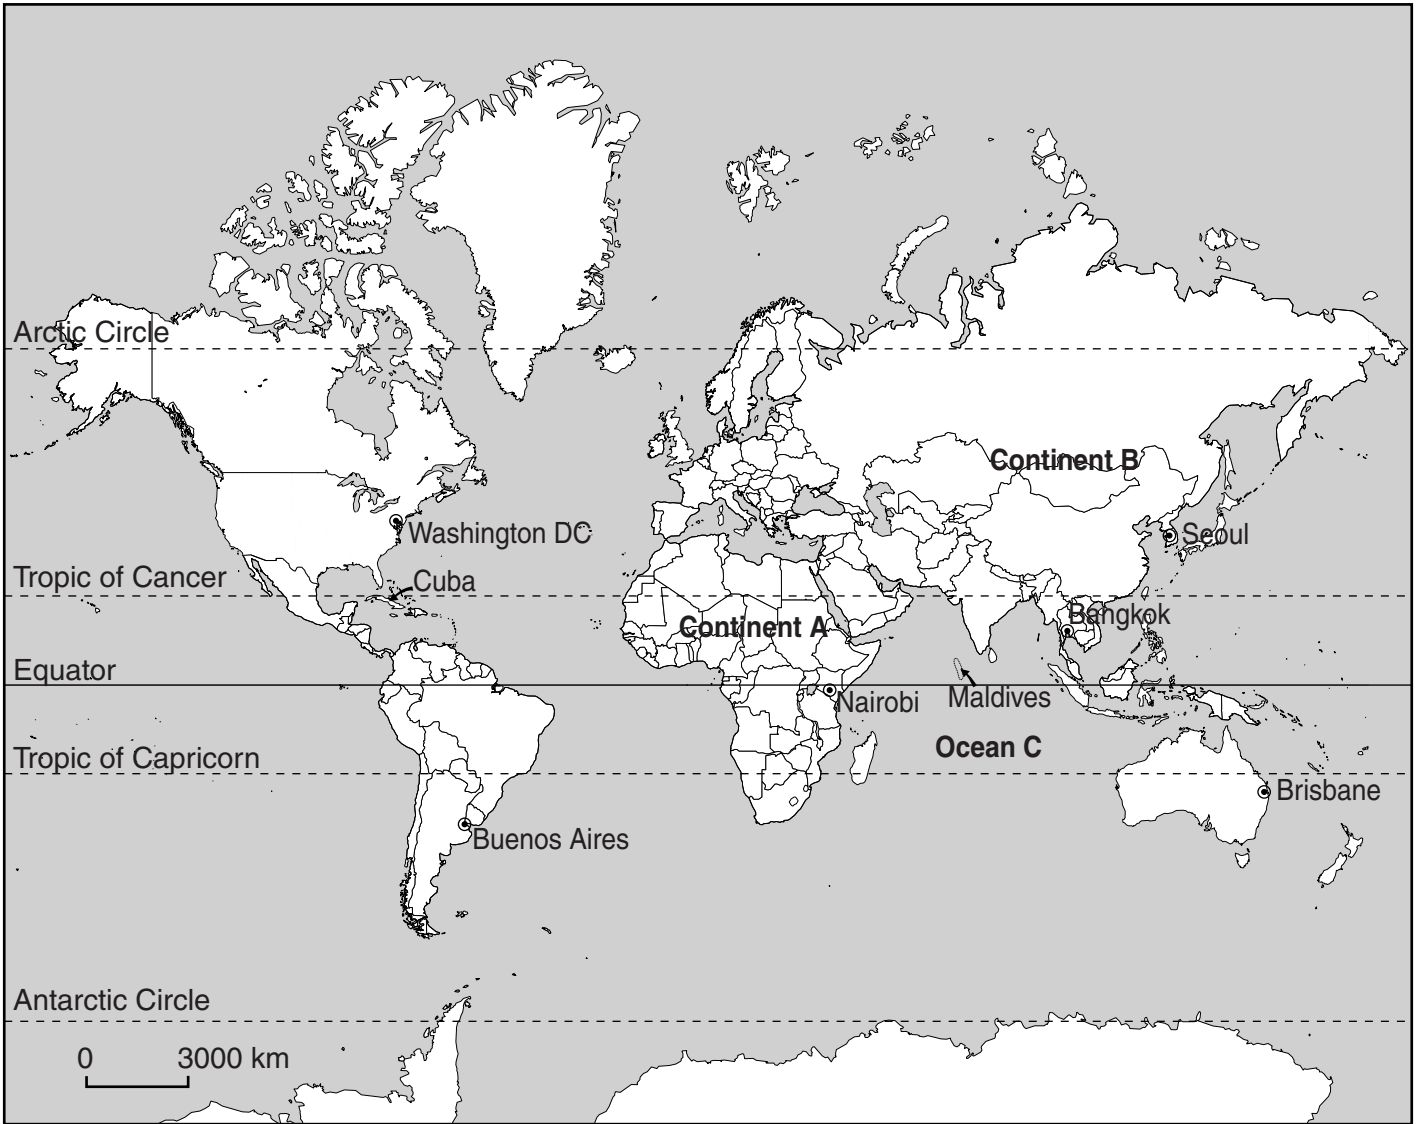 Arctic Circle
Continent B
Washington DC
Seoul
Tropic of Cancer
Cuba
Bangkok
Continent A
Equator
Nairobi
Maldives
Ocean C
Tropic of Capricorn
Brisbane
Buenos Aires
Antarctic Circle
0 3000 km